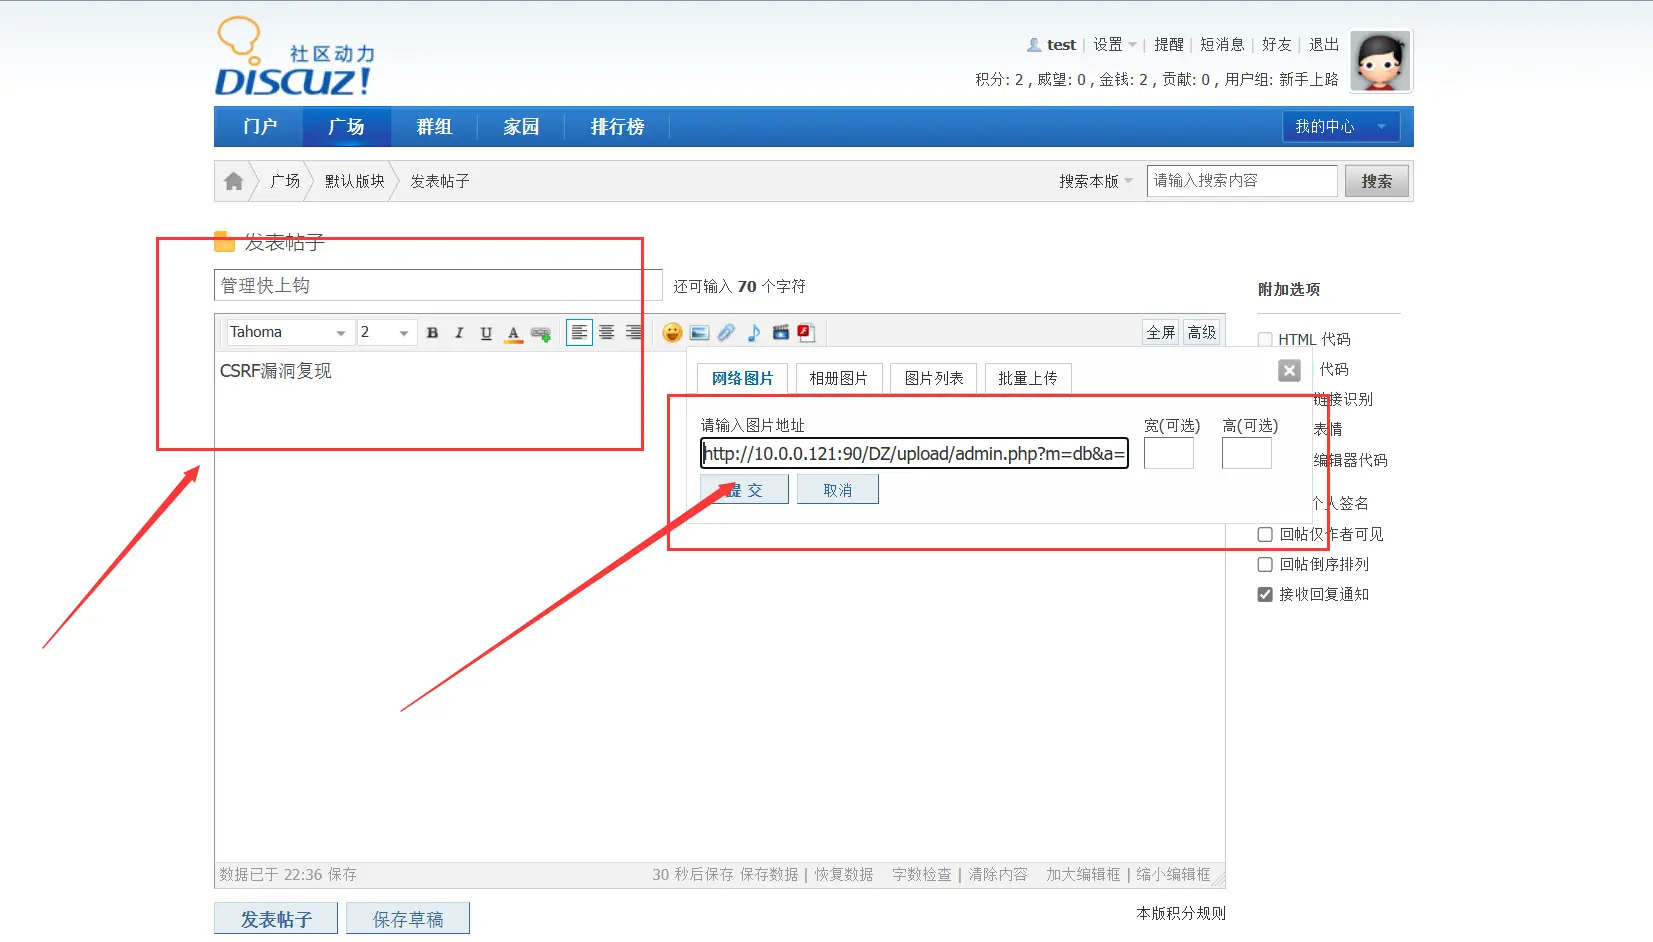 社区动力
DISCUZ!
test 设置 提醒 短消息 好友 退出
积分: 2 , 威望: 0 , 金钱: 2 , 贡献: 0 , 用户组: 新手上路
门户 广场 群组 家园 排行榜 我的中心
广场 默认版块 发表帖子 搜索本版 请输入搜索内容 搜索
发表帖子
管理快上钩 还可输入 70 个字符
附加选项
Tahoma 2 B I U A 全屏 高级
HTML 代码
CSRF漏洞复现
网络图片 相册图片 图片列表 批量上传
代码
链接识别
请输入图片地址 宽(可选) 高(可选)
表情
http://10.0.0.121:90/DZ/upload/admin.php?m=db&a=
编辑器代码
提 交 取消
个人签名
回帖仅作者可见
回帖倒序排列
接收回复通知
数据已于 22:36 保存 30 秒后保存 保存数据 | 恢复数据 字数检查 | 清除内容 加大编辑框 | 缩小编辑框
发表帖子 保存草稿 本版积分规则